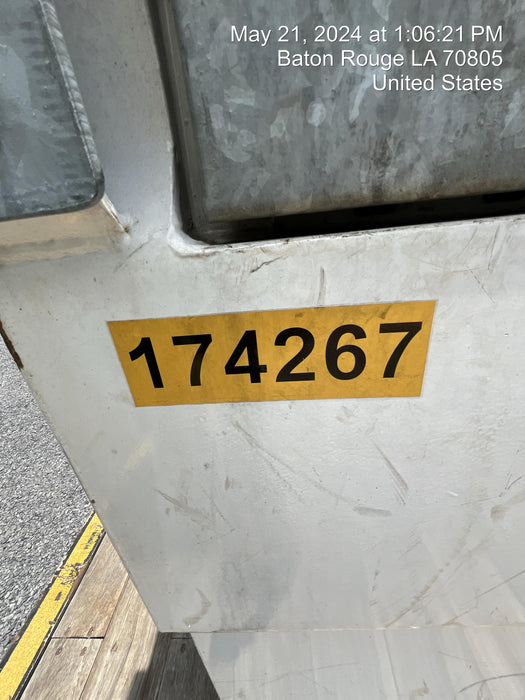 May 21, 2024 at 1:06:21 PM
Baton Rouge LA 70805
United States
174267